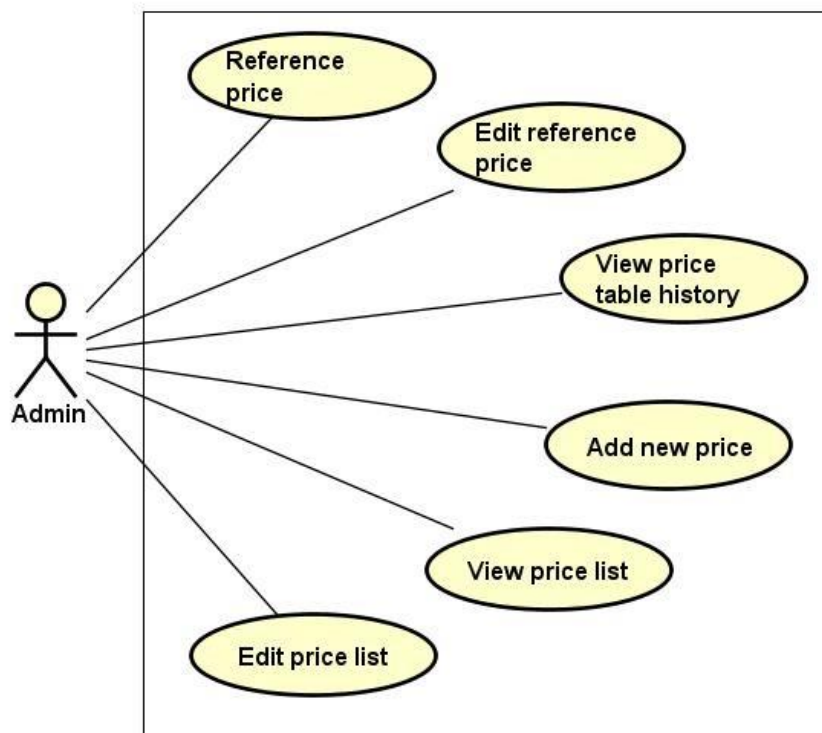 Reference
price
Edit reference
price
View price
table history
Admin
Add new price
View price list
Edit price list